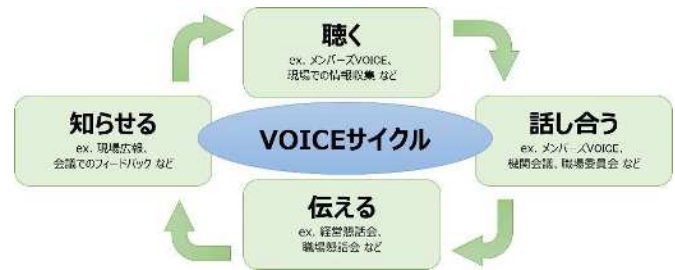 聴く
ex. メンバーズVOICE、
現場での情報収集 など
知らせる
ex. 現場広報、
会議でのフィードバック など
VOICEサイクル
話し合う
ex. メンバーズVOICE、
機関会議、職場委員会 など
伝える
ex. 経営懇話会、
職場懇話会 など